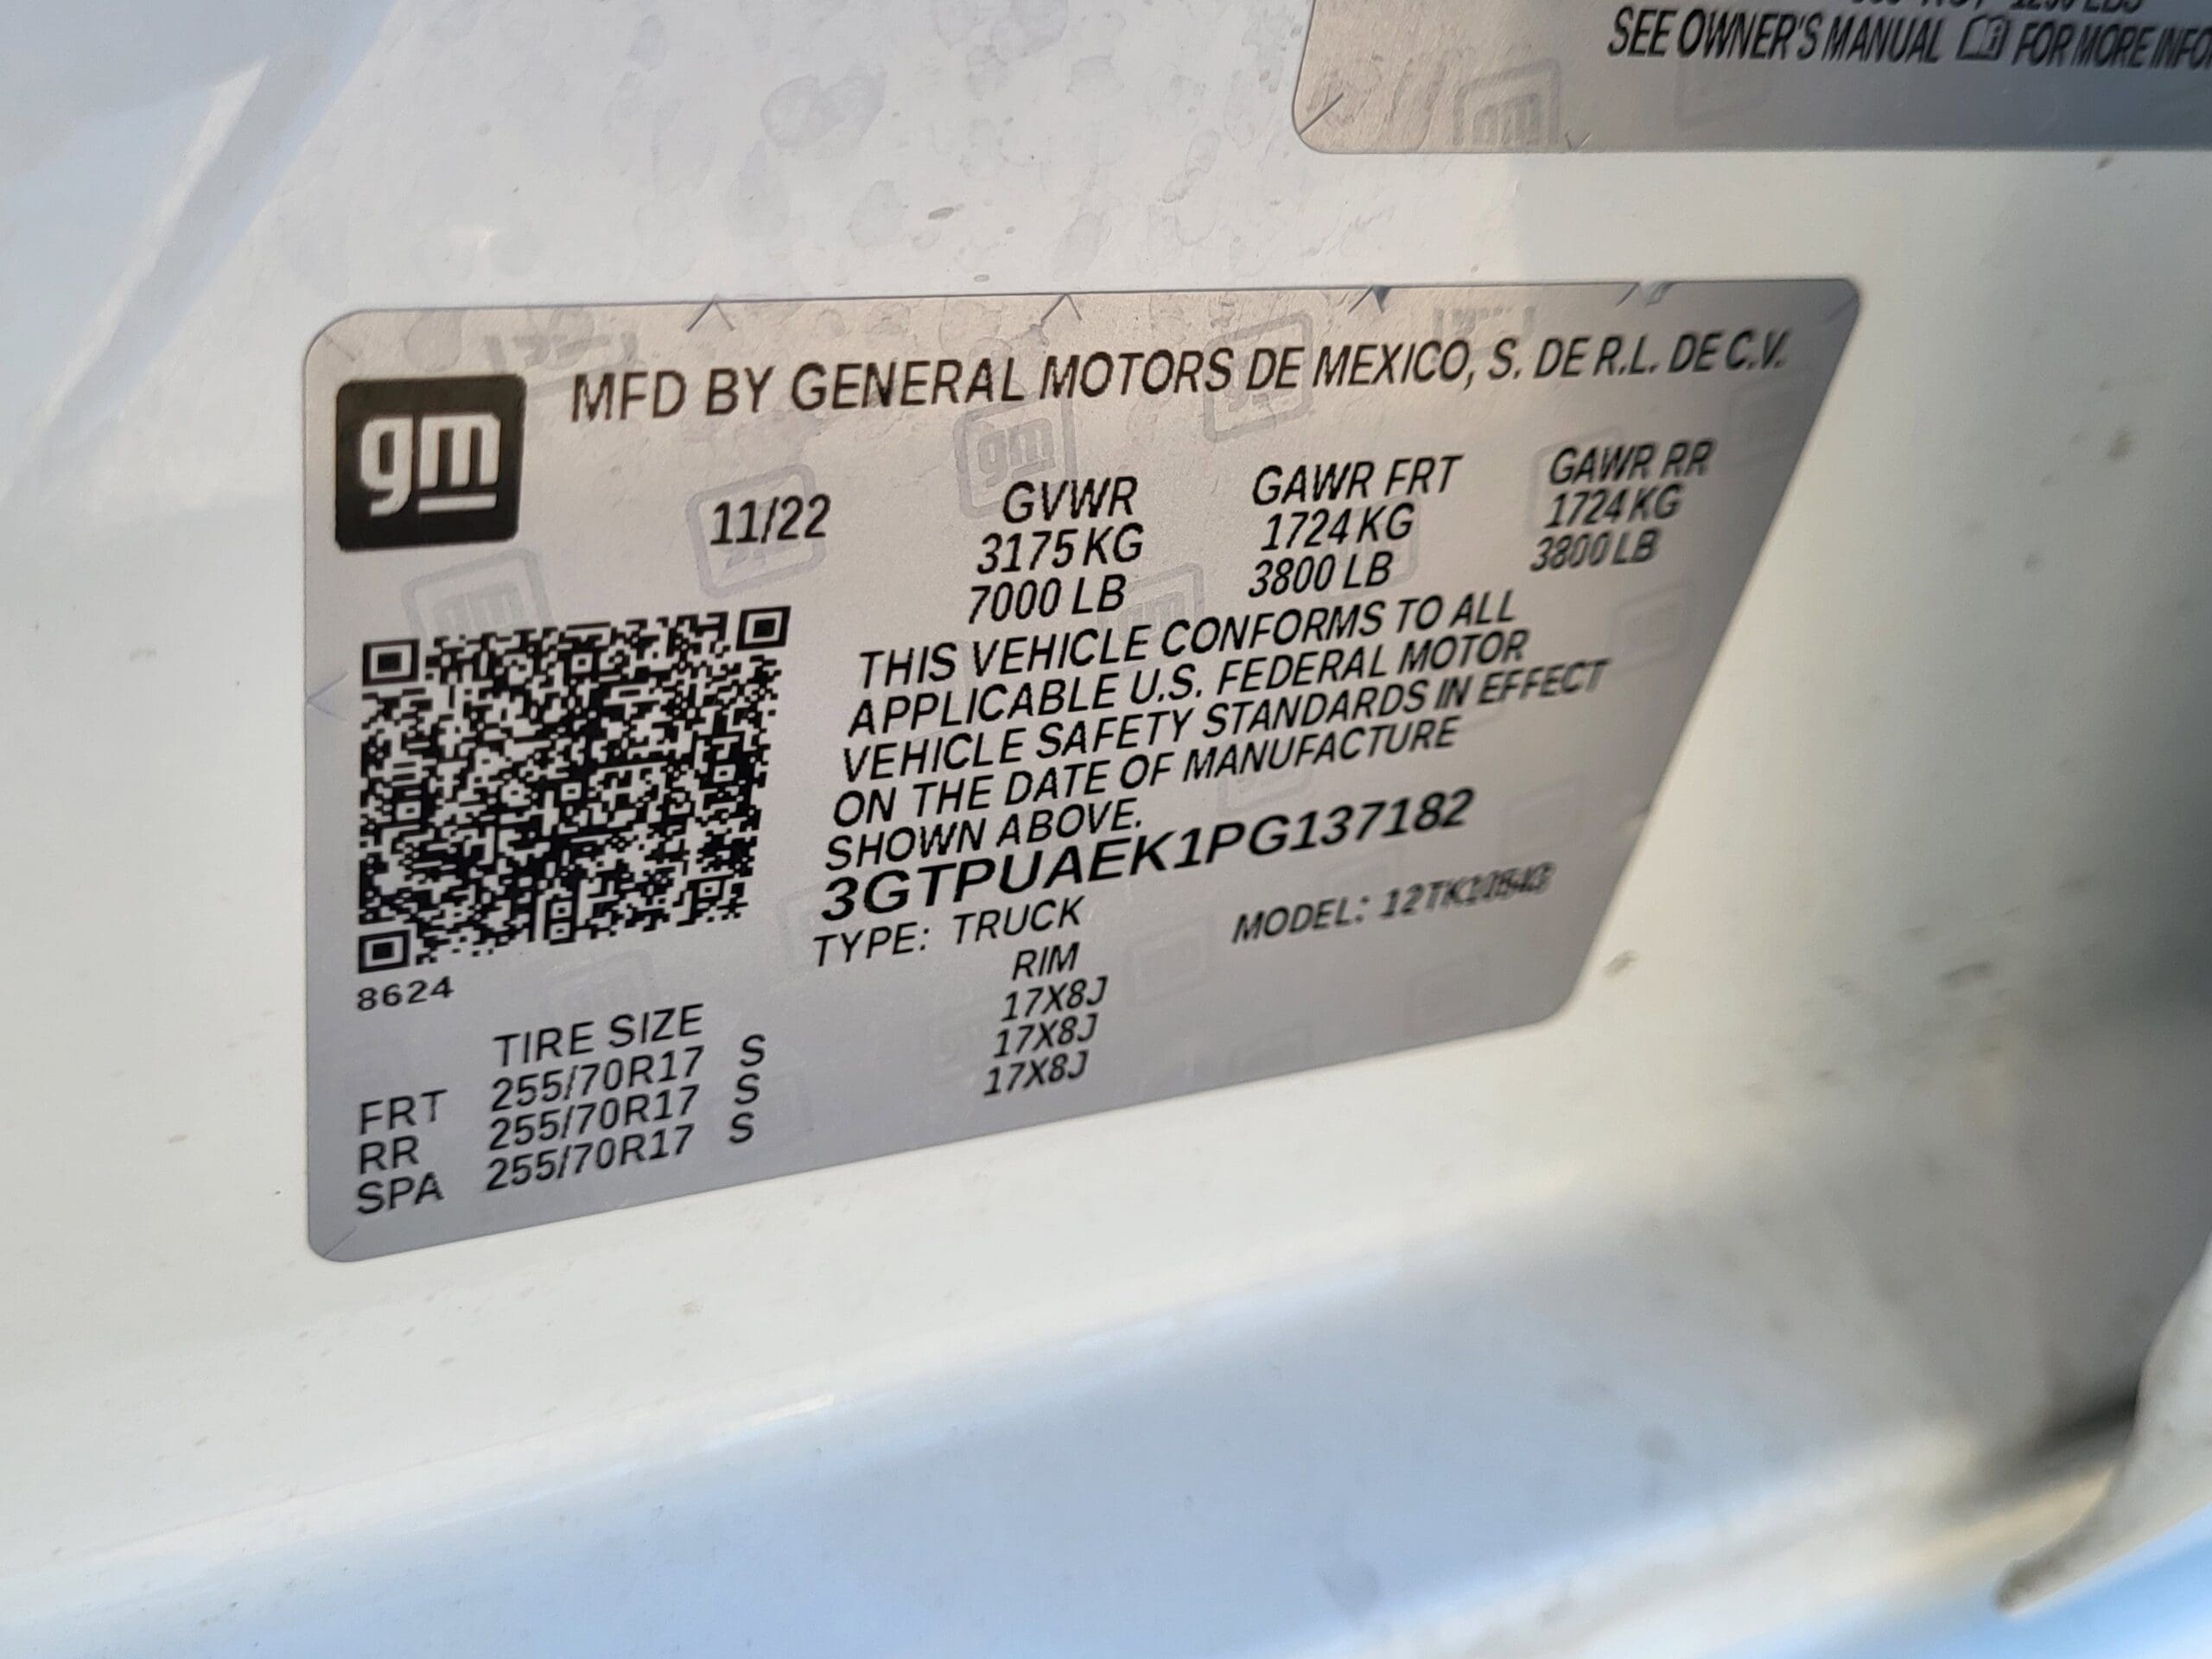 SEE OWNER'S MANUAL FOR MORE
gm
MFD BY GENERAL MOTORS DE MEXICO, S. DE R.L. DE C.V.
11/22
GVWR GAWR FRT GAWR RR
3175 KG 1724 KG 1724 KG
7000 LB 3800 LB 3800 LB
THIS VEHICLE CONFORMS TO ALL
APPLICABLE U.S. FEDERAL MOTOR
VEHICLE SAFETY STANDARDS IN EFFECT
ON THE DATE OF MANUFACTURE
SHOWN ABOVE.
3GTPUAEK1PG137182
TYPE: TRUCK MODEL:
8624
TIRE SIZE RIM
FRT 255/70R17 S 17X8J
RR 255/70R17 S 17X8J
SPA 255/70R17 S 17X8J